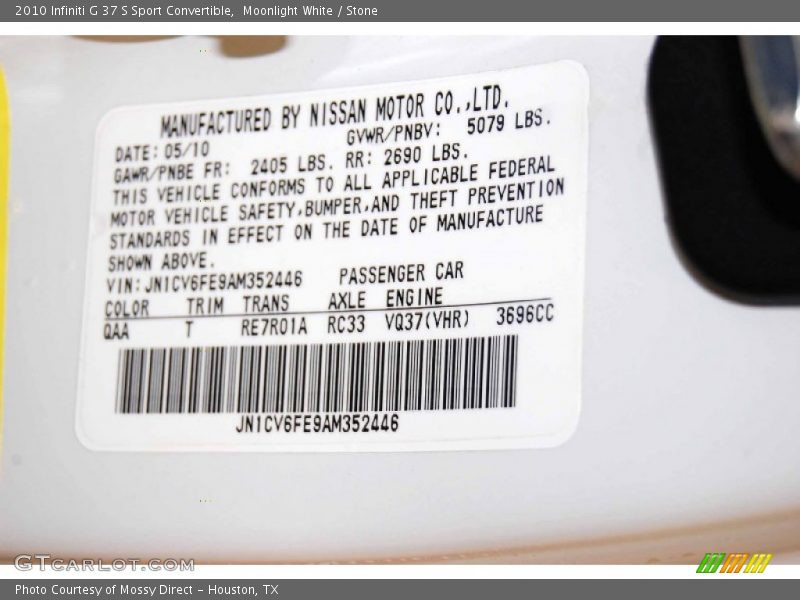 2010 Infiniti G 37 S Sport Convertible,  Moonlight White / Stone
MANUFACTURED BY NISSAN MOTOR CO.,LTD.
DATE: 05/10 GVWR/PNBV: 5079 LBS.
GAWR/PNBE FR: 2405 LBS. RR: 2690 LBS.
THIS VEHICLE CONFORMS TO ALL APPLICABLE FEDERAL
MOTOR VEHICLE SAFETY,BUMPER,AND THEFT PREVENTION
STANDARDS IN EFFECT ON THE DATE OF MANUFACTURE
SHOWN ABOVE.
VIN: JN1CV6FE9AM352446 PASSENGER CAR
COLOR TRIM TRANS AXLE ENGINE
QAA T RE7R01A RC33 VQ37(VHR) 3696CC
JN1CV6FE9AM352446
GTcarlot.com
Photo Courtesy of Mossy Direct – Houston, TX